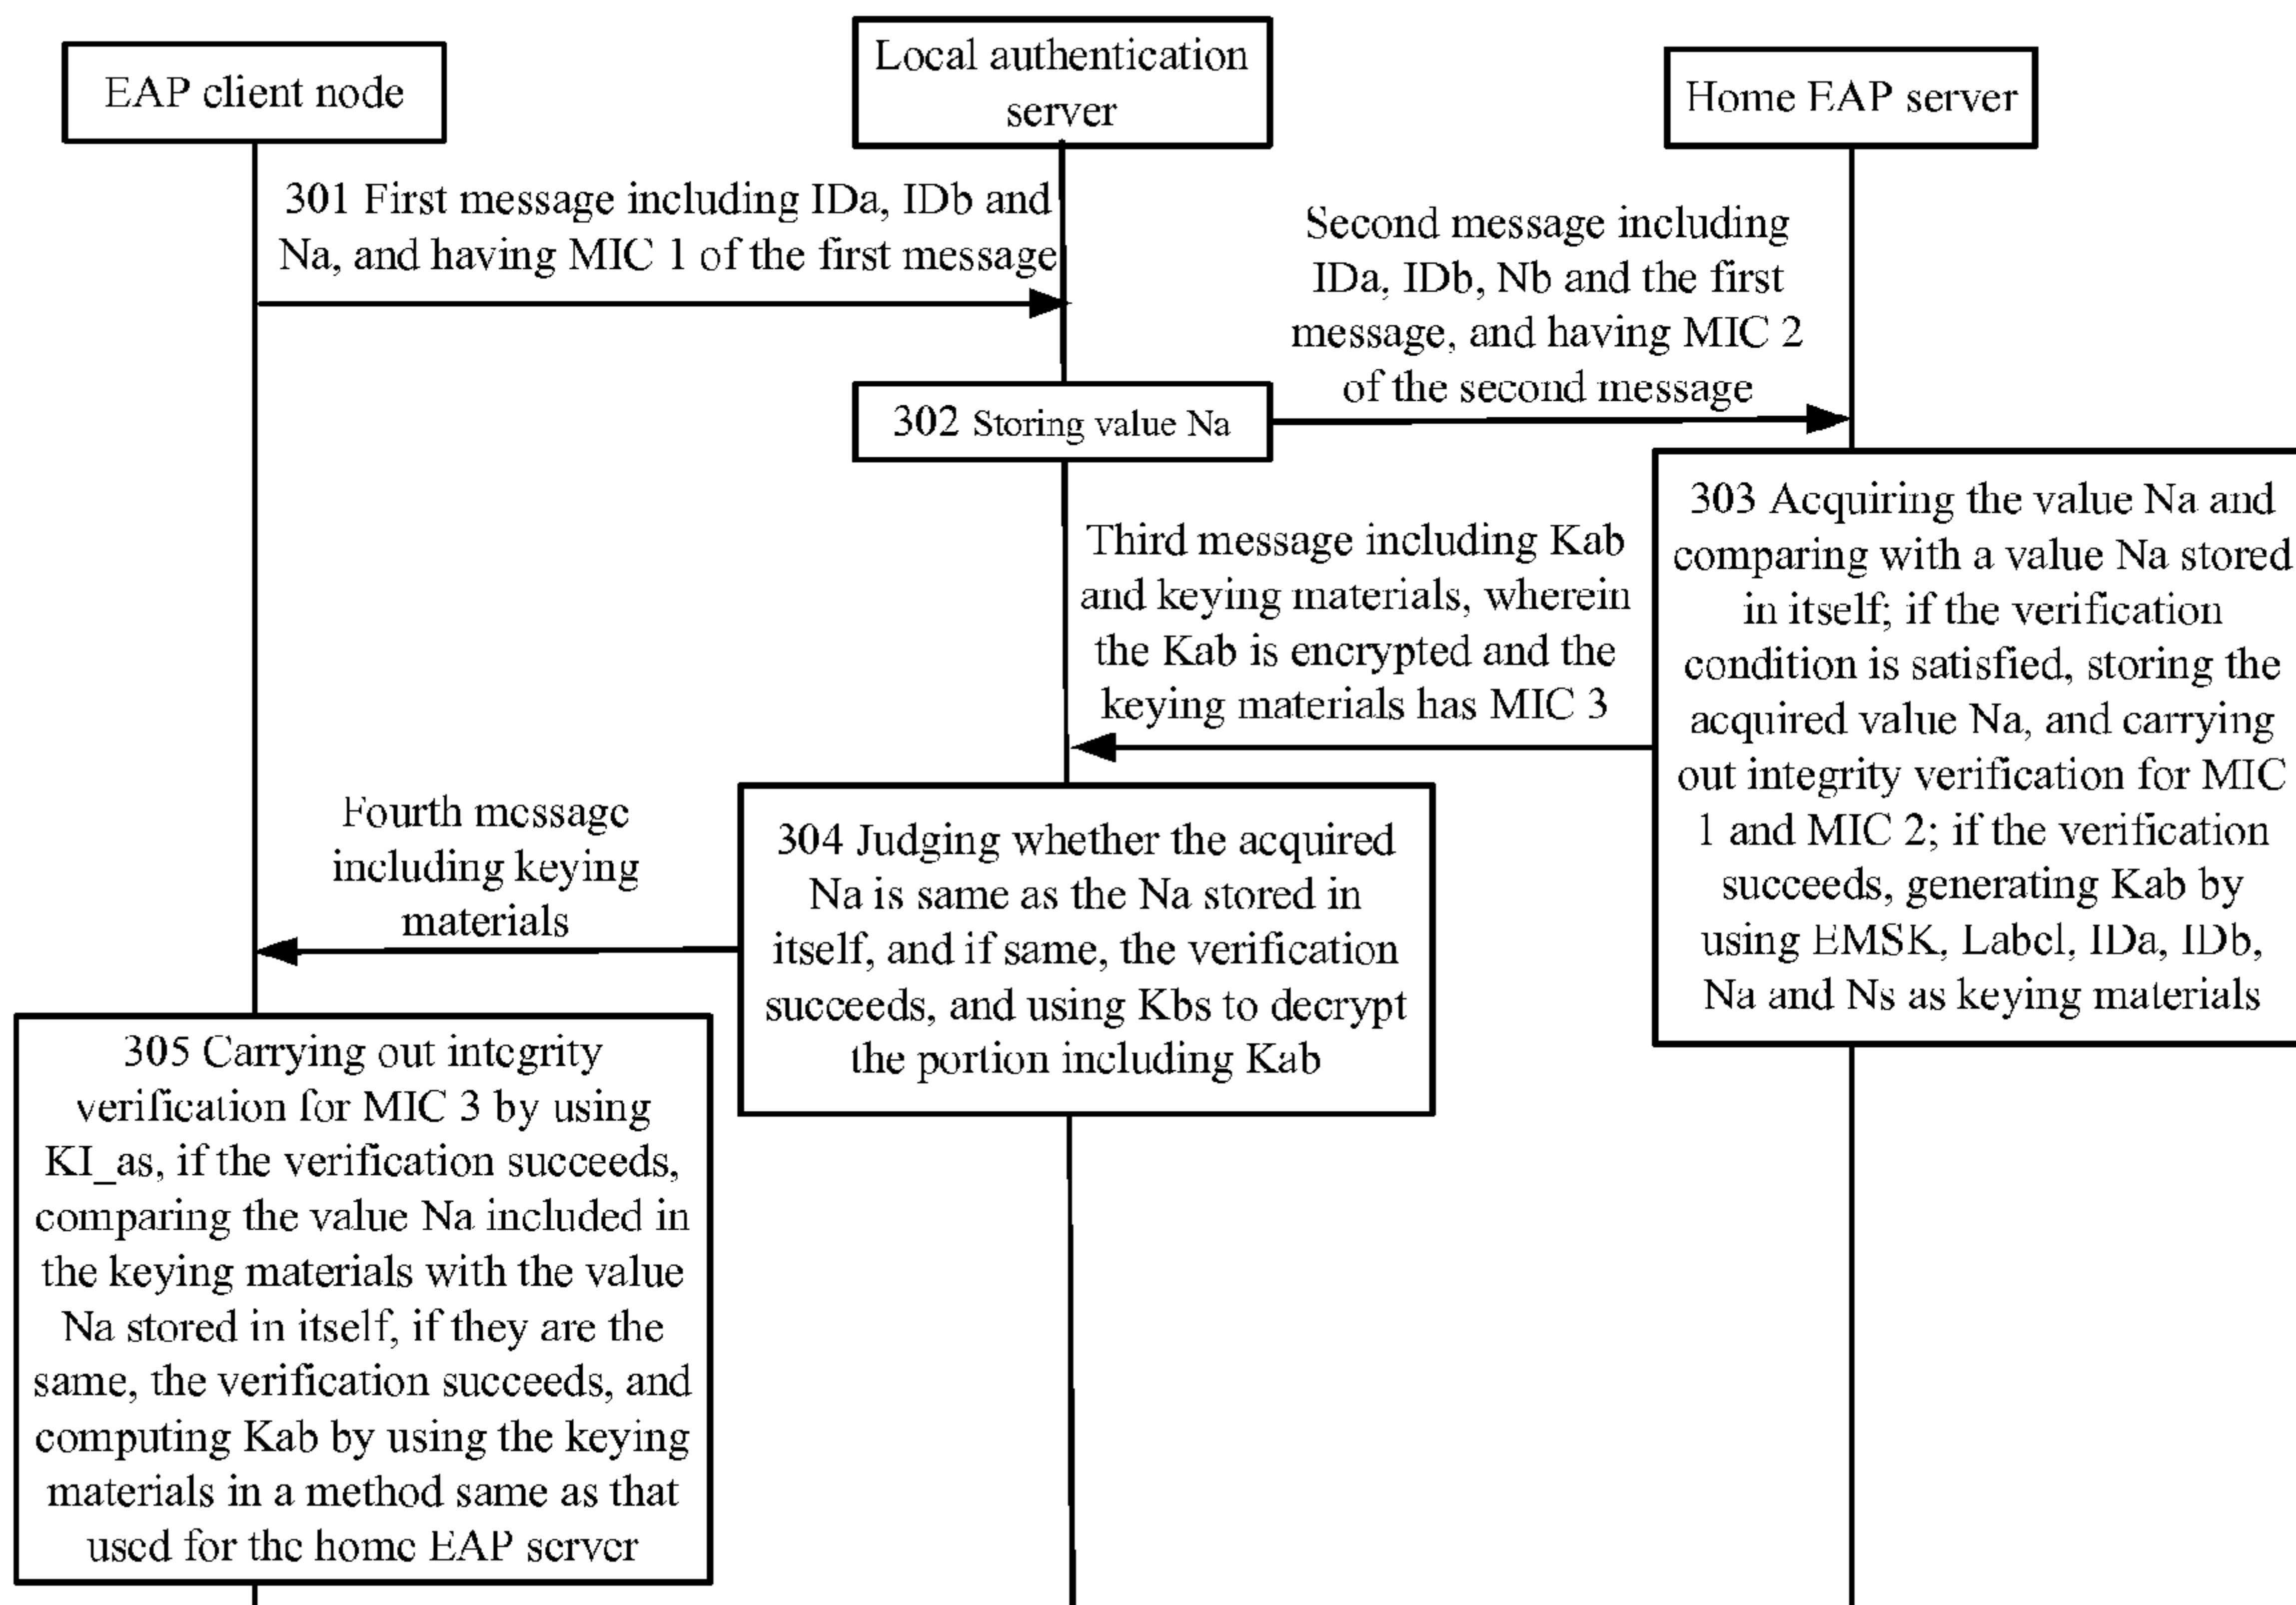 EAP client node
Local authentication
server
Home EAP server
301 First message including IDa, IDb and
Na, and having MIC 1 of the first message
Second message including
IDa, IDb, Nb and the first
message, and having MIC 2
of the second message
302 Storing value Na
303 Acquiring the value Na and
comparing with a value Na stored
in itself; if the verification
condition is satisfied, storing the
acquired value Na, and carrying
out integrity verification for MIC
1 and MIC 2; if the verification
succeeds, generating Kab by
using EMSK, Label, IDa, IDb,
Na and Ns as keying materials
Third message including Kab
and keying materials, wherein
the Kab is encrypted and the
keying materials has MIC 3
304 Judging whether the acquired
Na is same as the Na stored in
itself, and if same, the verification
succeeds, and using Kbs to decrypt
the portion including Kab
Fourth message
including keying
materials
305 Carrying out integrity
verification for MIC 3 by using
KI_as, if the verification succeeds,
comparing the value Na included in
the keying materials with the value
Na stored in itself, if they are the
same, the verification succeeds, and
computing Kab by using the keying
materials in a method same as that
used for the home EAP server